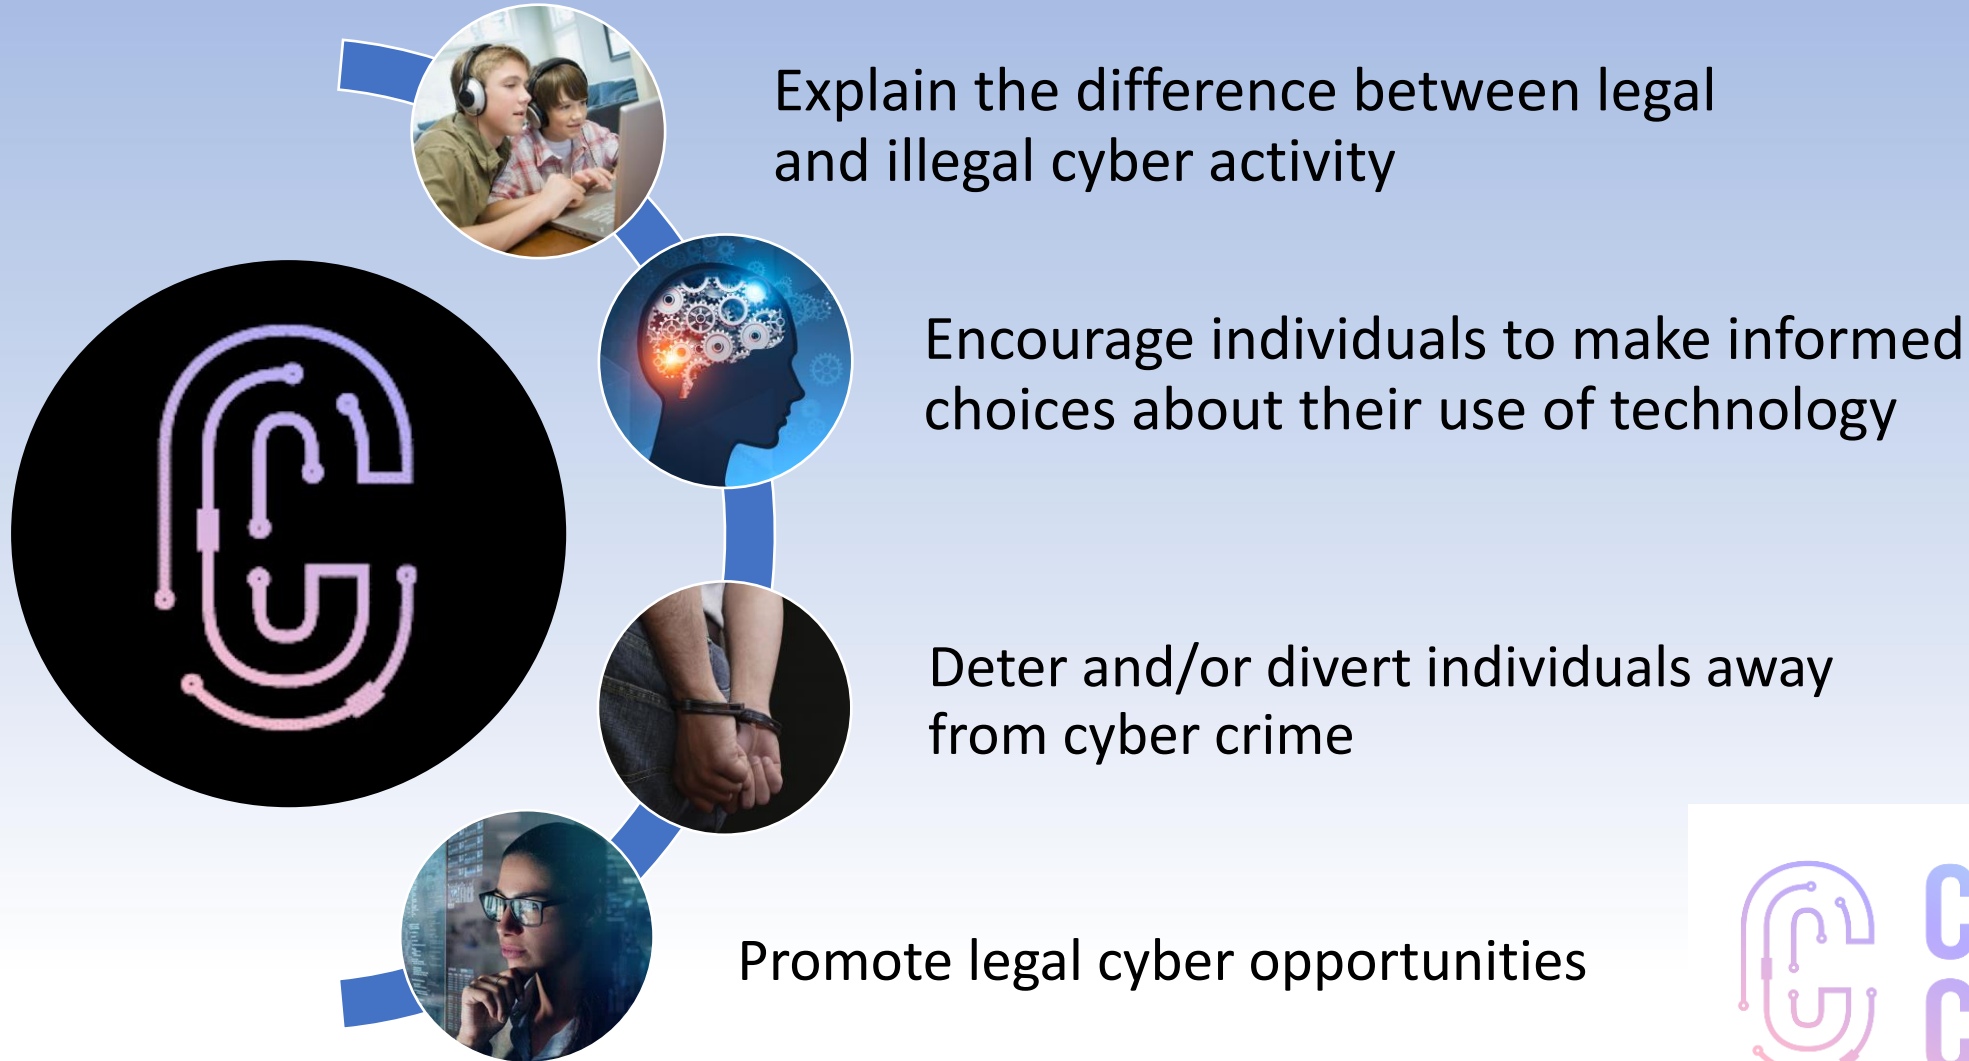 Explain the difference between legal
and illegal cyber activity
Encourage individuals to make informed
choices about their use of technology
Deter and/or divert individuals away
from cyber crime
Promote legal cyber opportunities
C
C